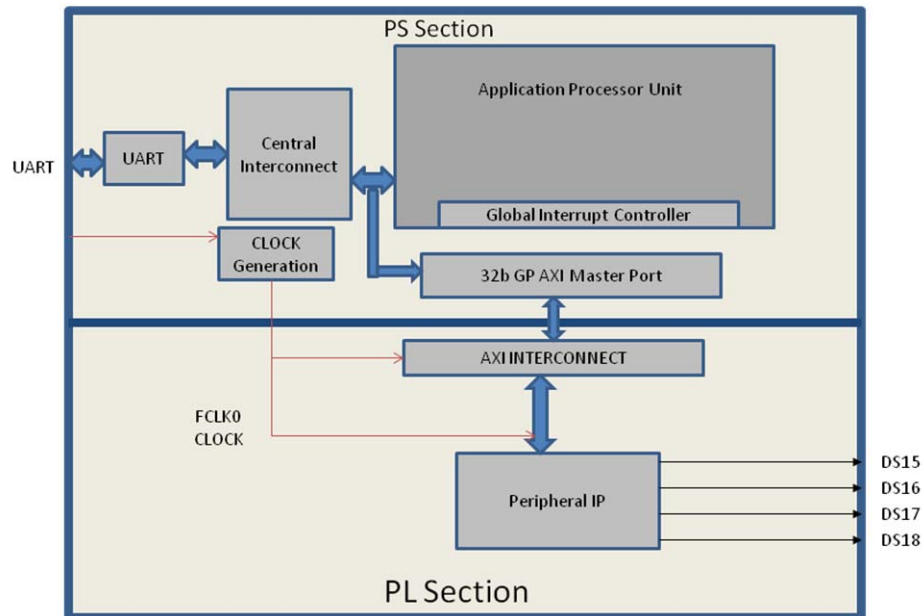 PS Section
Application Processor Unit
Central
Interconnect
UART
UART
Global Interrupt Controller
CLOCK
Generation
32b GP AXI Master Port
AXI INTERCONNECT
FCLK0
CLOCK
Peripheral IP
DS15
DS16
DS17
DS18
PL Section